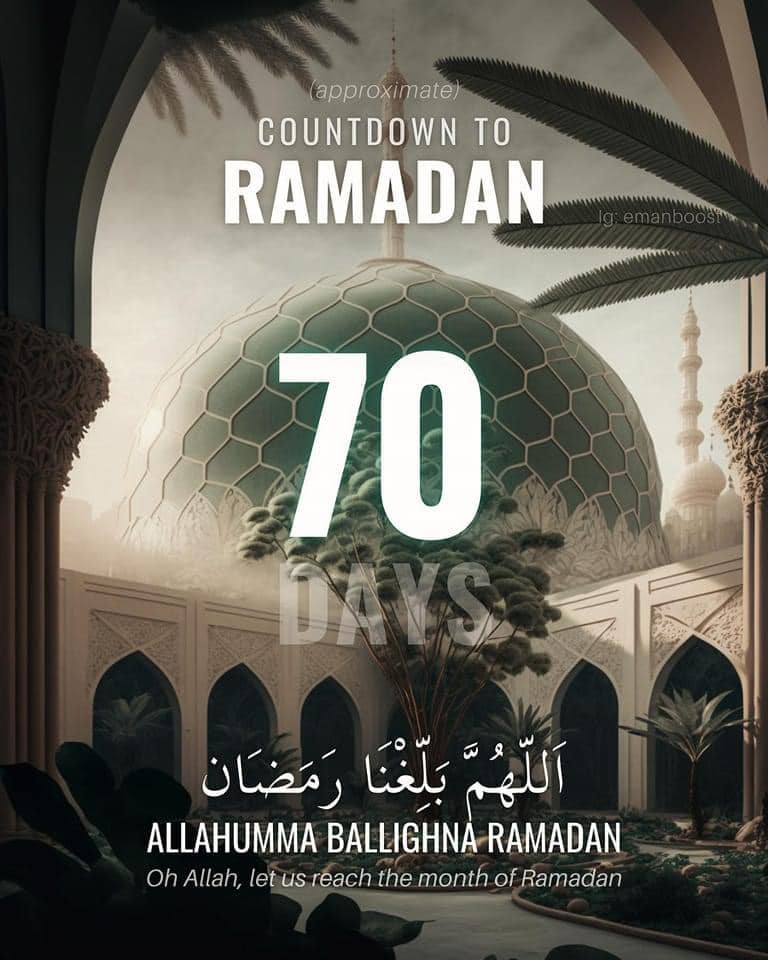 (approximate)
COUNTDOWN TO
RAMADAN
Ig: emanboost
70
DAYS
اَللّهُمَّ بَلِّغْنَا رَمَضَان
ALLAHUMMA BALLIGHNA RAMADAN
Oh Allah, let us reach the month of Ramadan